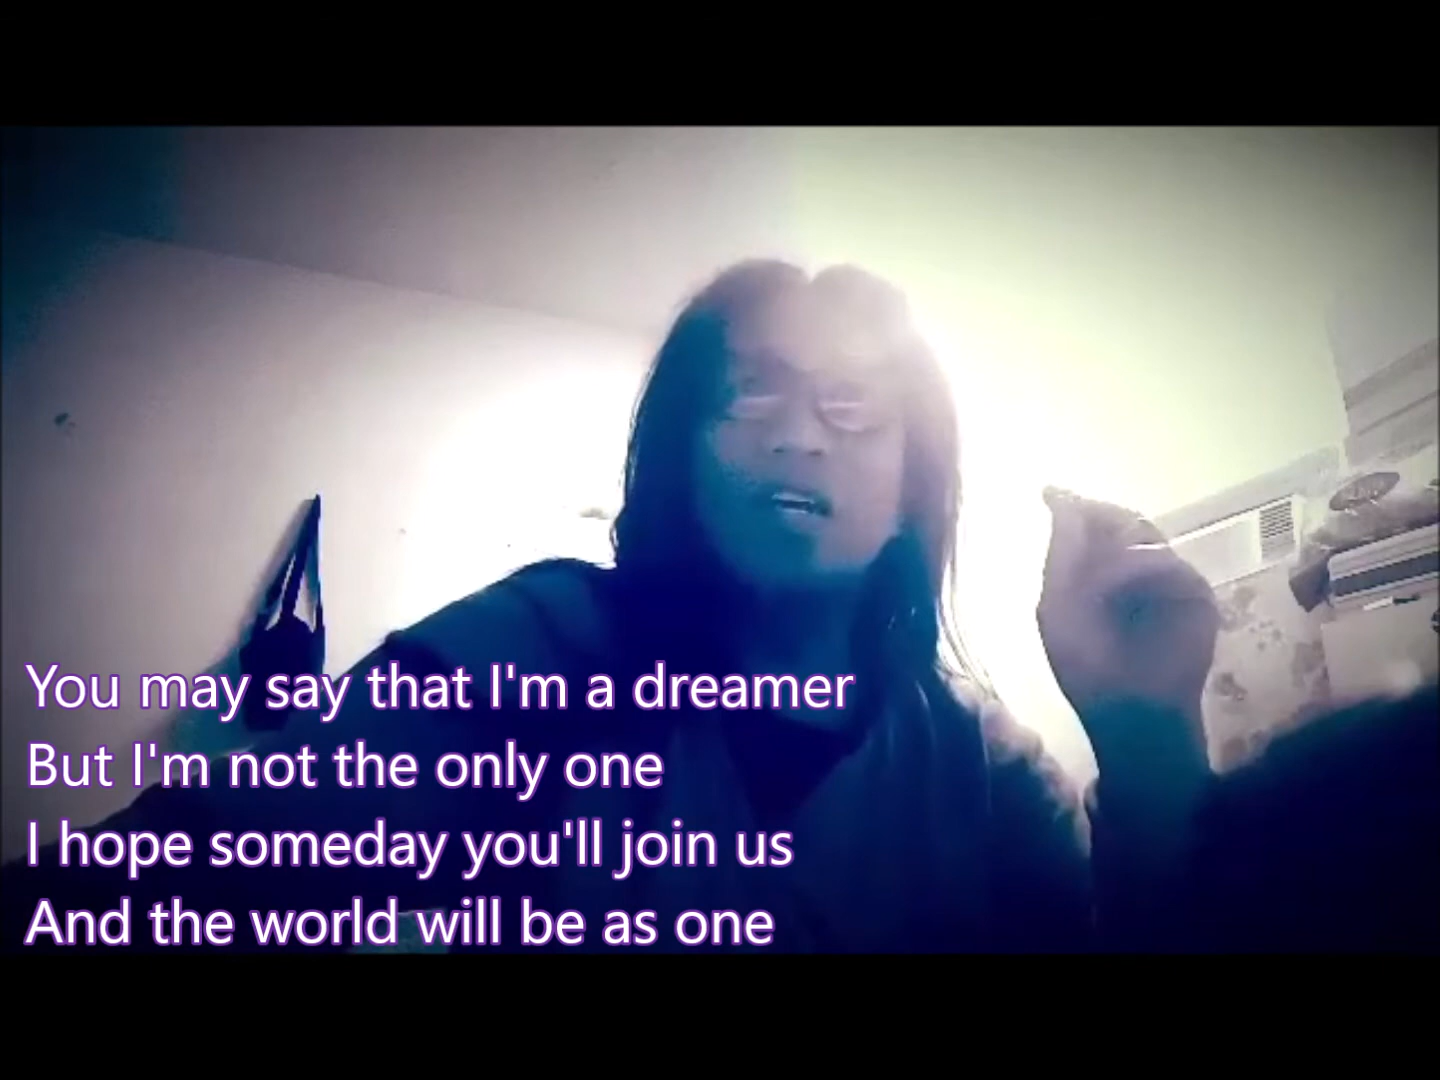 You may say that I'm a dreamer
But I'm not the only one
I hope someday you'll join us
And the world will be as one